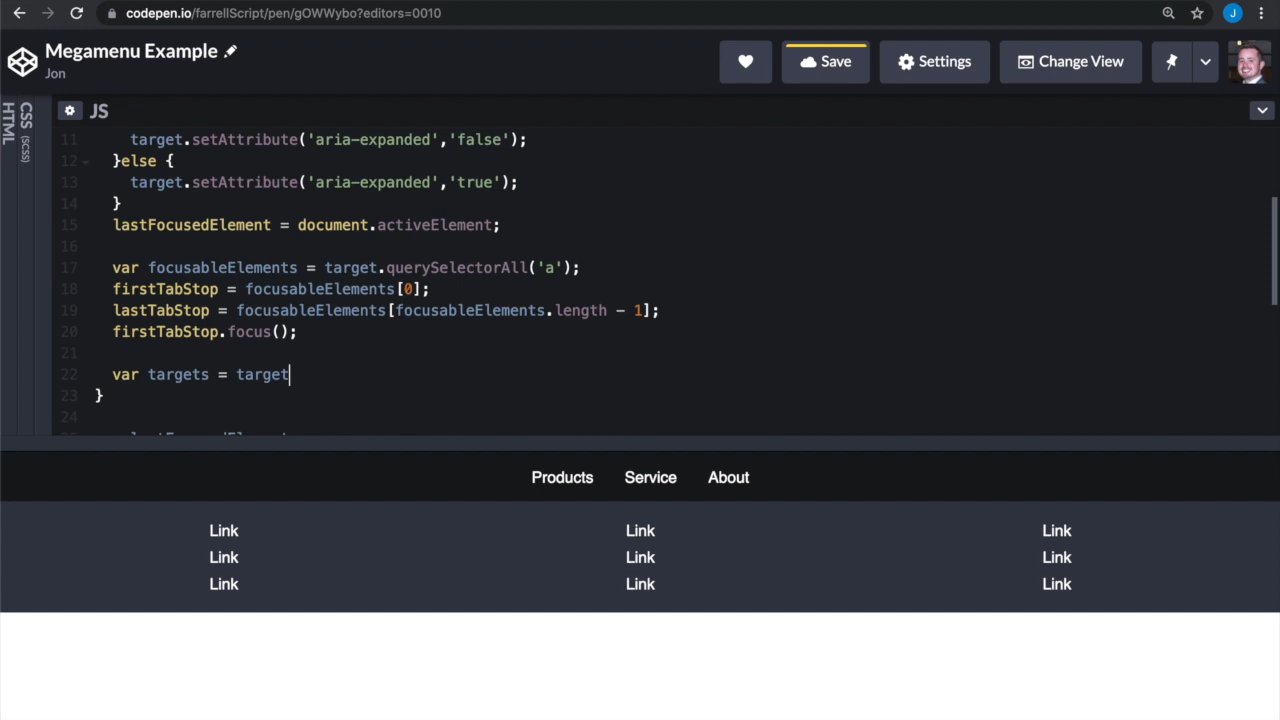 codepen.io/farrellScript/pen/gOWWybo?editors=0010
J
Megamenu Example
Jon
Save
Settings
Change View
HTML
CSS (SCSS)
JS
11 target.setAttribute('aria-expanded','false');
12 }else {
13 target.setAttribute('aria-expanded','true');
14 }
15 lastFocusedElement = document.activeElement;
16
17 var focusableElements = target.querySelectorAll('a');
18 firstTabStop = focusableElements[0];
19 lastTabStop = focusableElements[focusableElements.length - 1];
20 firstTabStop.focus();
21
22 var targets = target
23 }
24
Products Service About
Link Link Link
Link Link Link
Link Link Link